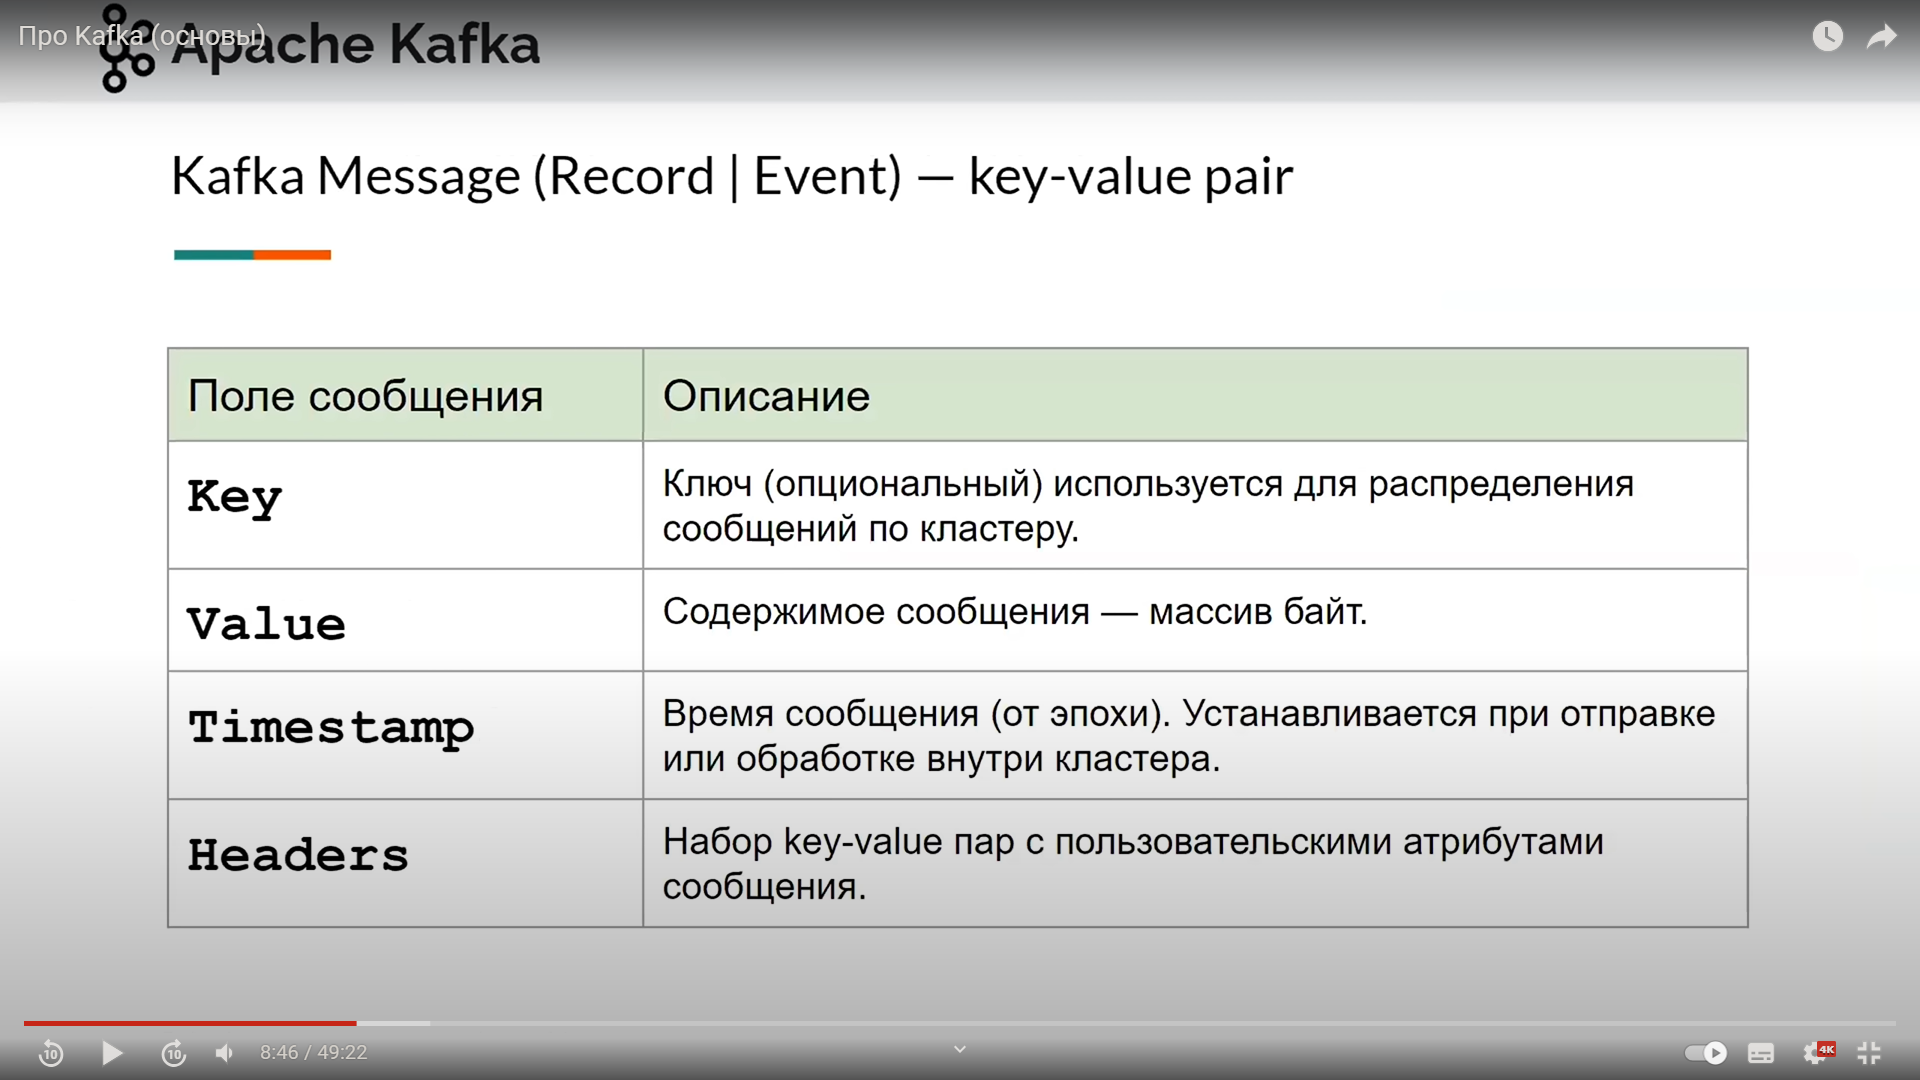 Про Kafka (основы)
Apache Kafka
Kafka Message (Record | Event) — key-value pair
Поле сообщения
Описание
Key
Ключ (опциональный) используется для распределения
сообщений по кластеру.
Value
Содержимое сообщения — массив байт.
Timestamp
Время сообщения (от эпохи). Устанавливается при отправке
или обработке внутри кластера.
Headers
Набор key-value пар с пользовательскими атрибутами
сообщения.
10
10
8:46 / 49:22
4K